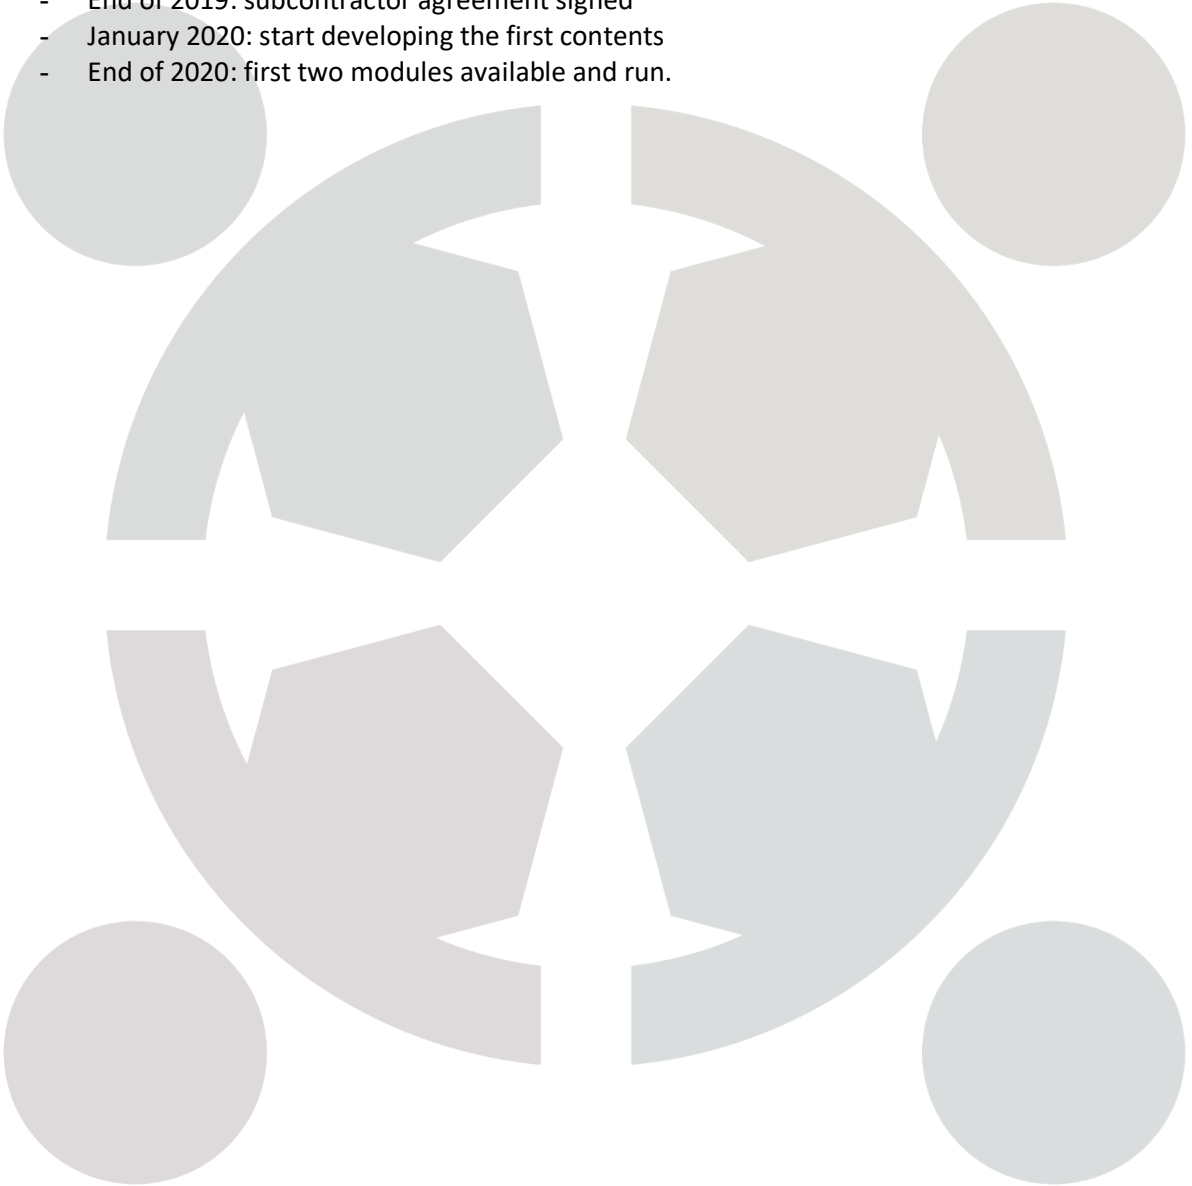 - End of 2019: subcontractor agreement signed
- January 2020: start developing the first contents
- End of 2020: first two modules available and run.